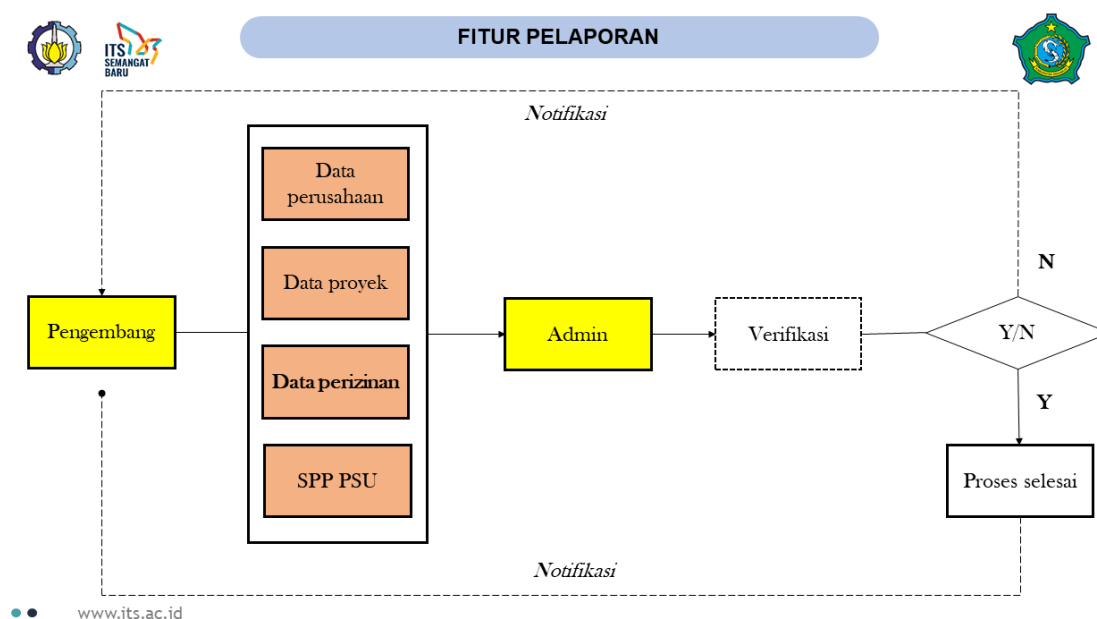 FITUR PELAPORAN
ITS
SEMANGAT
BARU
Notifikasi
Data
perusahaan
Data proyek
Data perizinan
SPP PSU
Pengembang
Admin
Verifikasi
N
Y/N
Y
Proses selesai
Notifikasi
www.its.ac.id